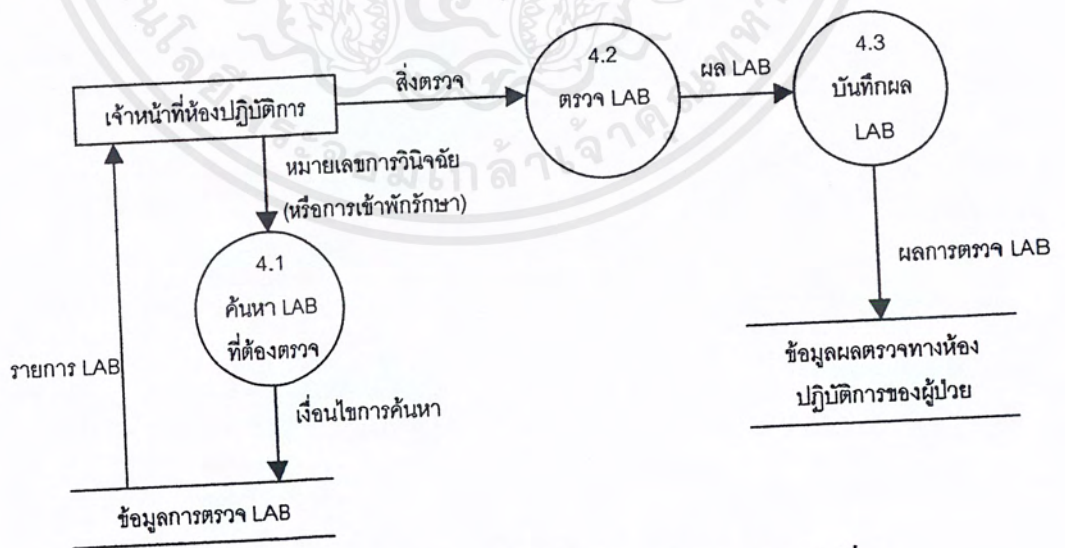 เจ้าหน้าที่ห้องปฏิบัติการ
สิ่งตรวจ
4.2
ตรวจ LAB
ผล LAB
4.3
บันทึกผล
LAB
หมายเลขการวินิจฉัย
(หรือการเข้าพักรักษา)
4.1
ค้นหา LAB
ที่ต้องตรวจ
รายการ LAB
เงื่อนไขการค้นหา
ข้อมูลการตรวจ LAB
ผลการตรวจ LAB
ข้อมูลผลตรวจทางห้อง
ปฏิบัติการของผู้ป่วย